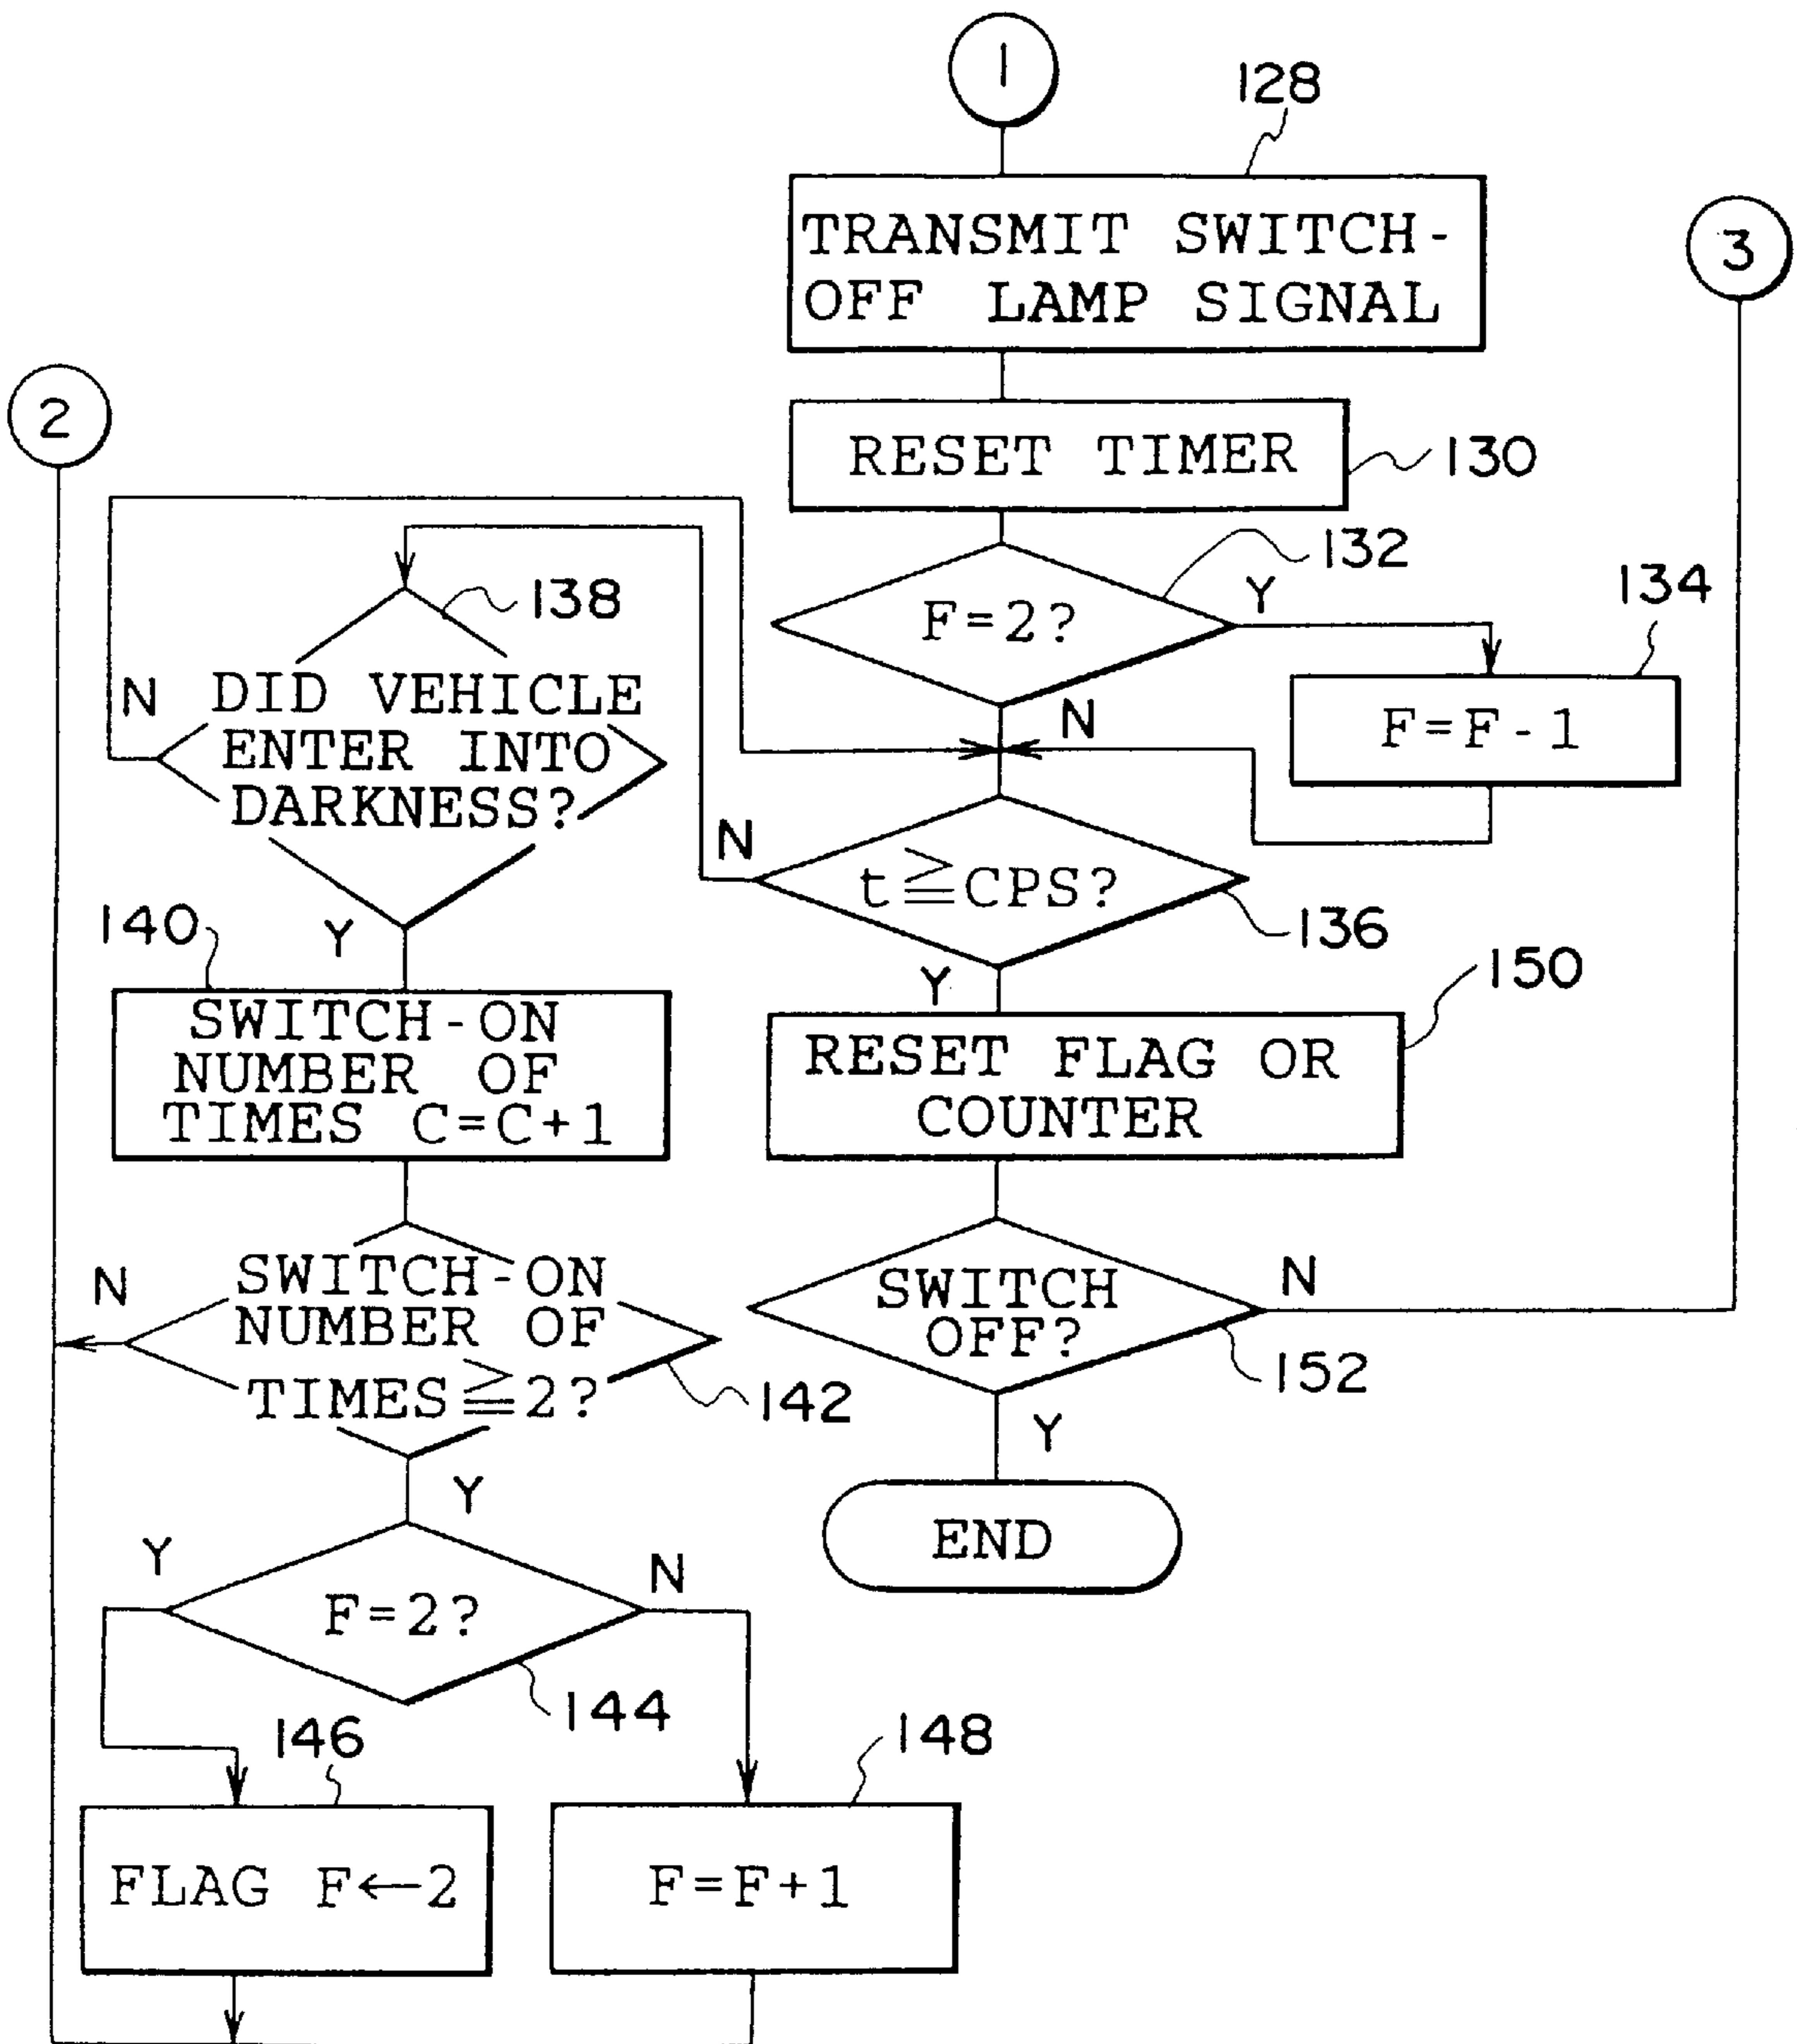 1
128
TRANSMIT SWITCH-
OFF LAMP SIGNAL
3
2
RESET TIMER
130
132
F=2?
Y
N
134
F=F-1
138
N
DID VEHICLE
ENTER INTO
DARKNESS?
Y
N
t≧CPS?
136
Y
140
SWITCH-ON
NUMBER OF
TIMES C=C+1
150
RESET FLAG OR
COUNTER
N
SWITCH-ON
NUMBER OF
TIMES≧2?
142
Y
SWITCH
OFF?
N
152
Y
END
Y
F=2?
N
144
146
FLAG F←2
148
F=F+1